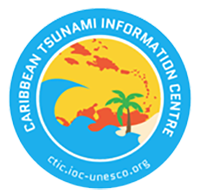 CARIBBEAN TSUNAMI INFORMATION CENTRE
ctic.ioc-unesco.org